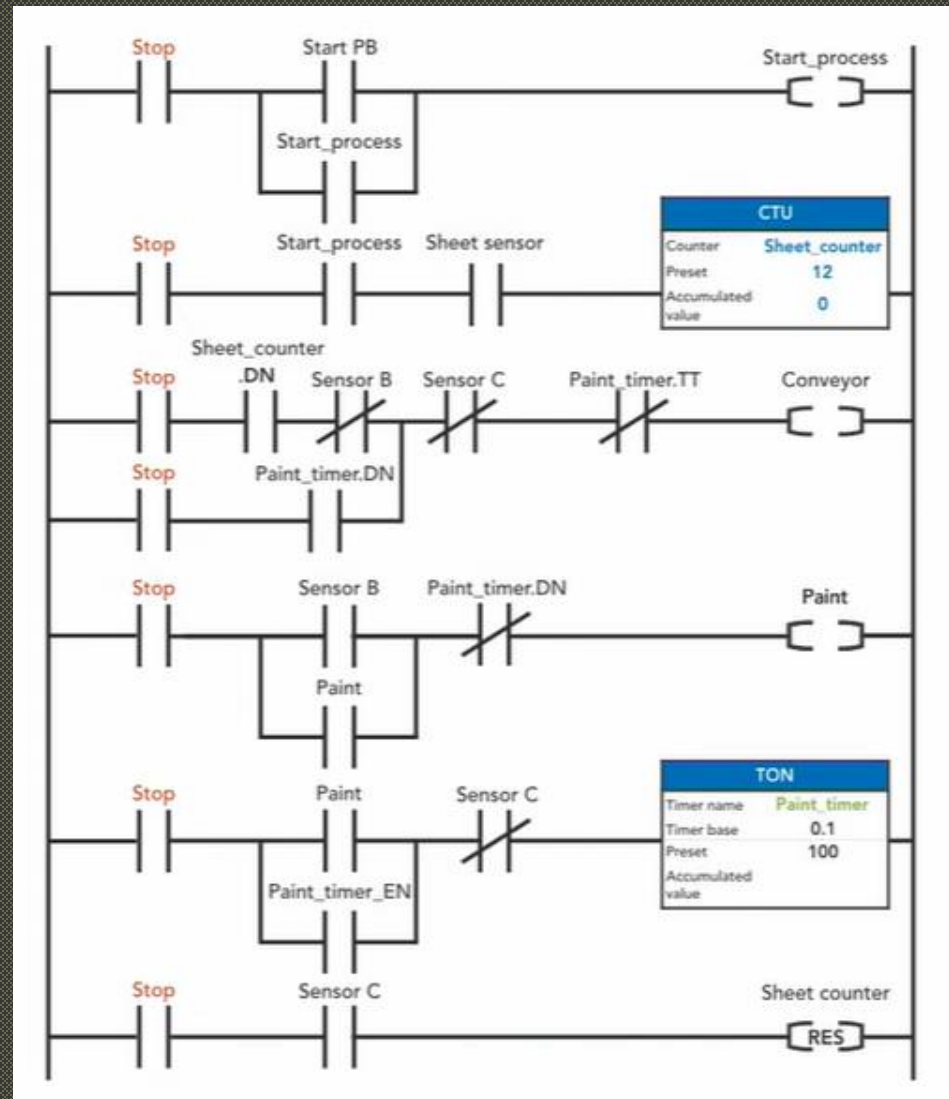 Stop Start PB Start_process
Start_process
CTU
Stop Start_process Sheet sensor Counter Sheet_counter
Preset 12
Accumulated value 0
Sheet_counter
.DN
Stop Sensor B Sensor C Paint_timer.TT Conveyor
Stop Paint_timer.DN
Stop Sensor B Paint_timer.DN Paint
Paint
TON
Stop Paint Sensor C Timer name Paint_timer
Timer base 0.1
Preset 100
Paint_timer_EN Accumulated value
Stop Sensor C Sheet counter
RES